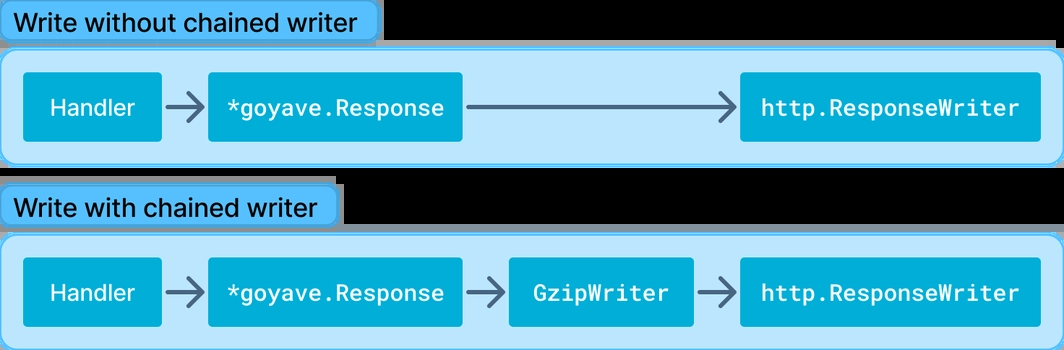 Write without chained writer
Handler *goyave.Response http.ResponseWriter
Write with chained writer
Handler *goyave.Response GzipWriter http.ResponseWriter